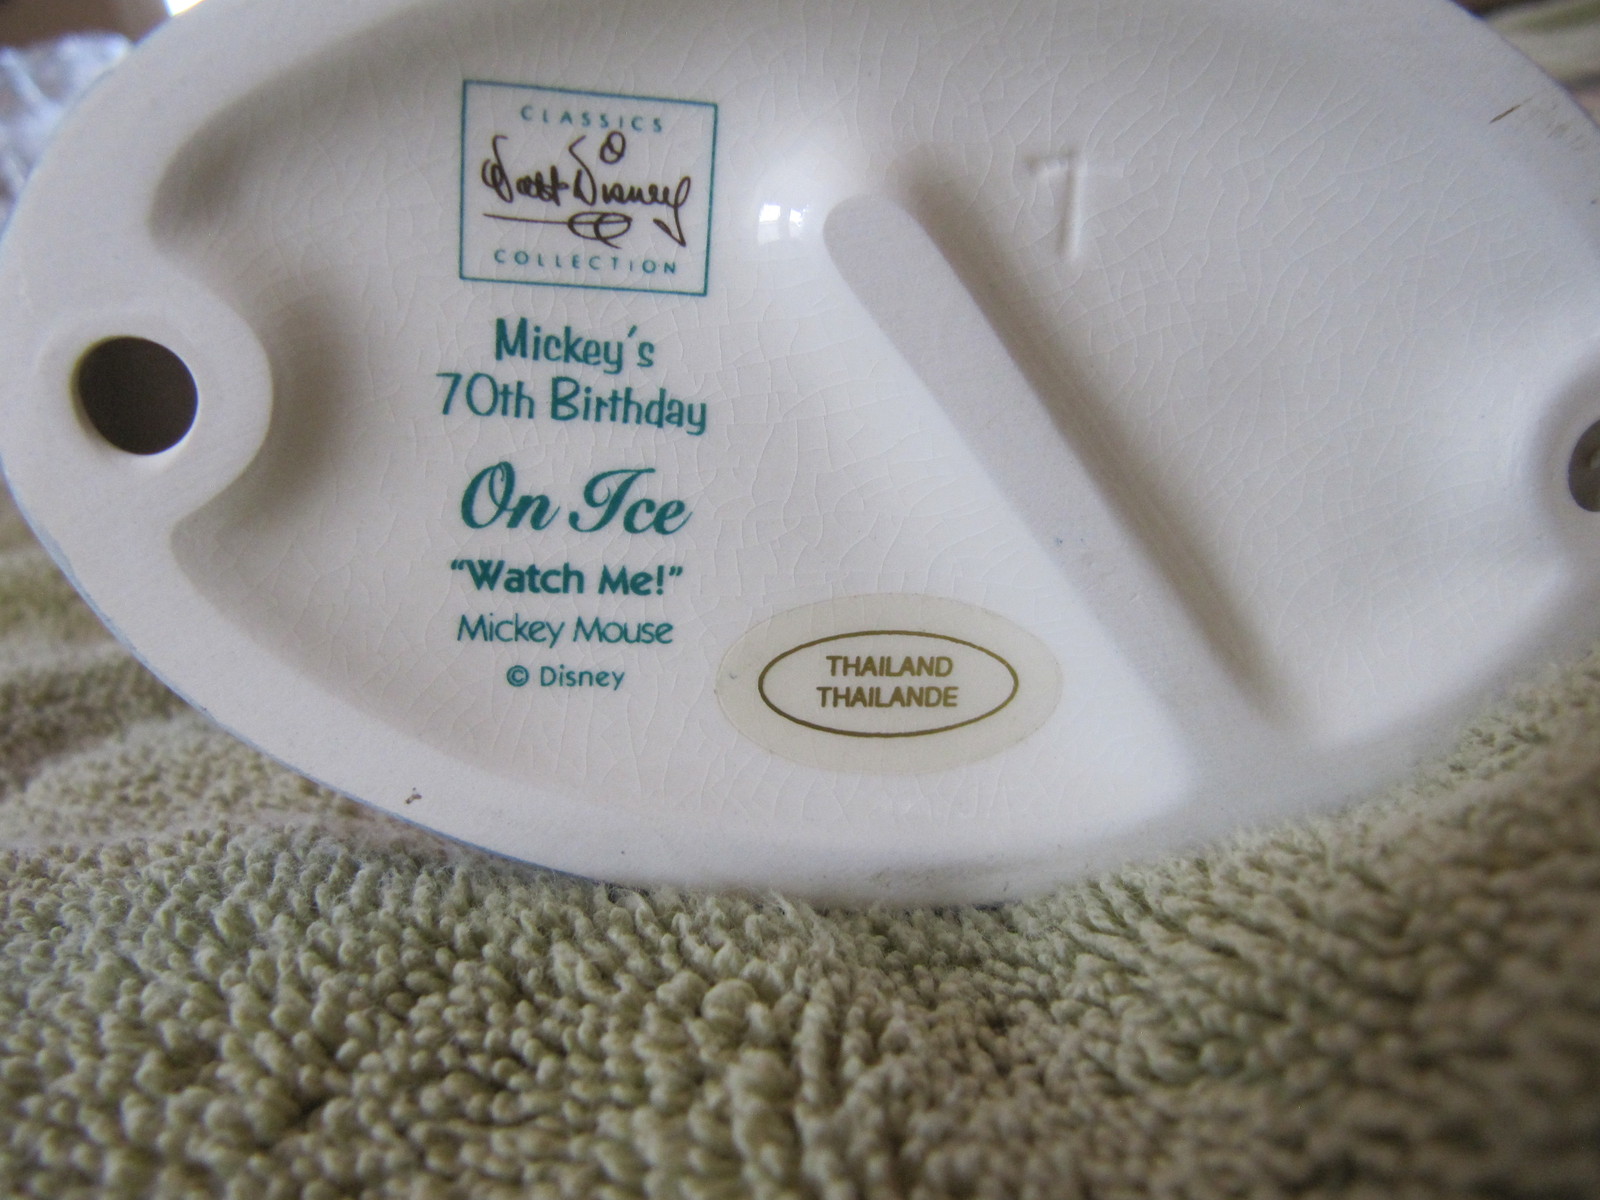 CLASSICS
Walt Disney
COLLECTION
Mickey's
70th Birthday
On Ice
“Watch Me!”
Mickey Mouse
© Disney
THAILAND
THAILANDE
T